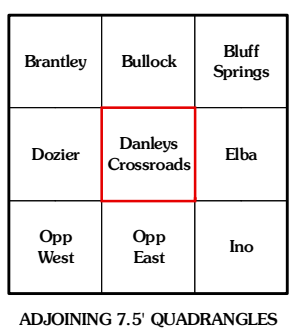 Brantley
Bullock
Bluff
Springs
Dozier
Danleys
Crossroads
Elba
Opp
West
Opp
East
Ino
ADJOINING 7.5' QUADRANGLES